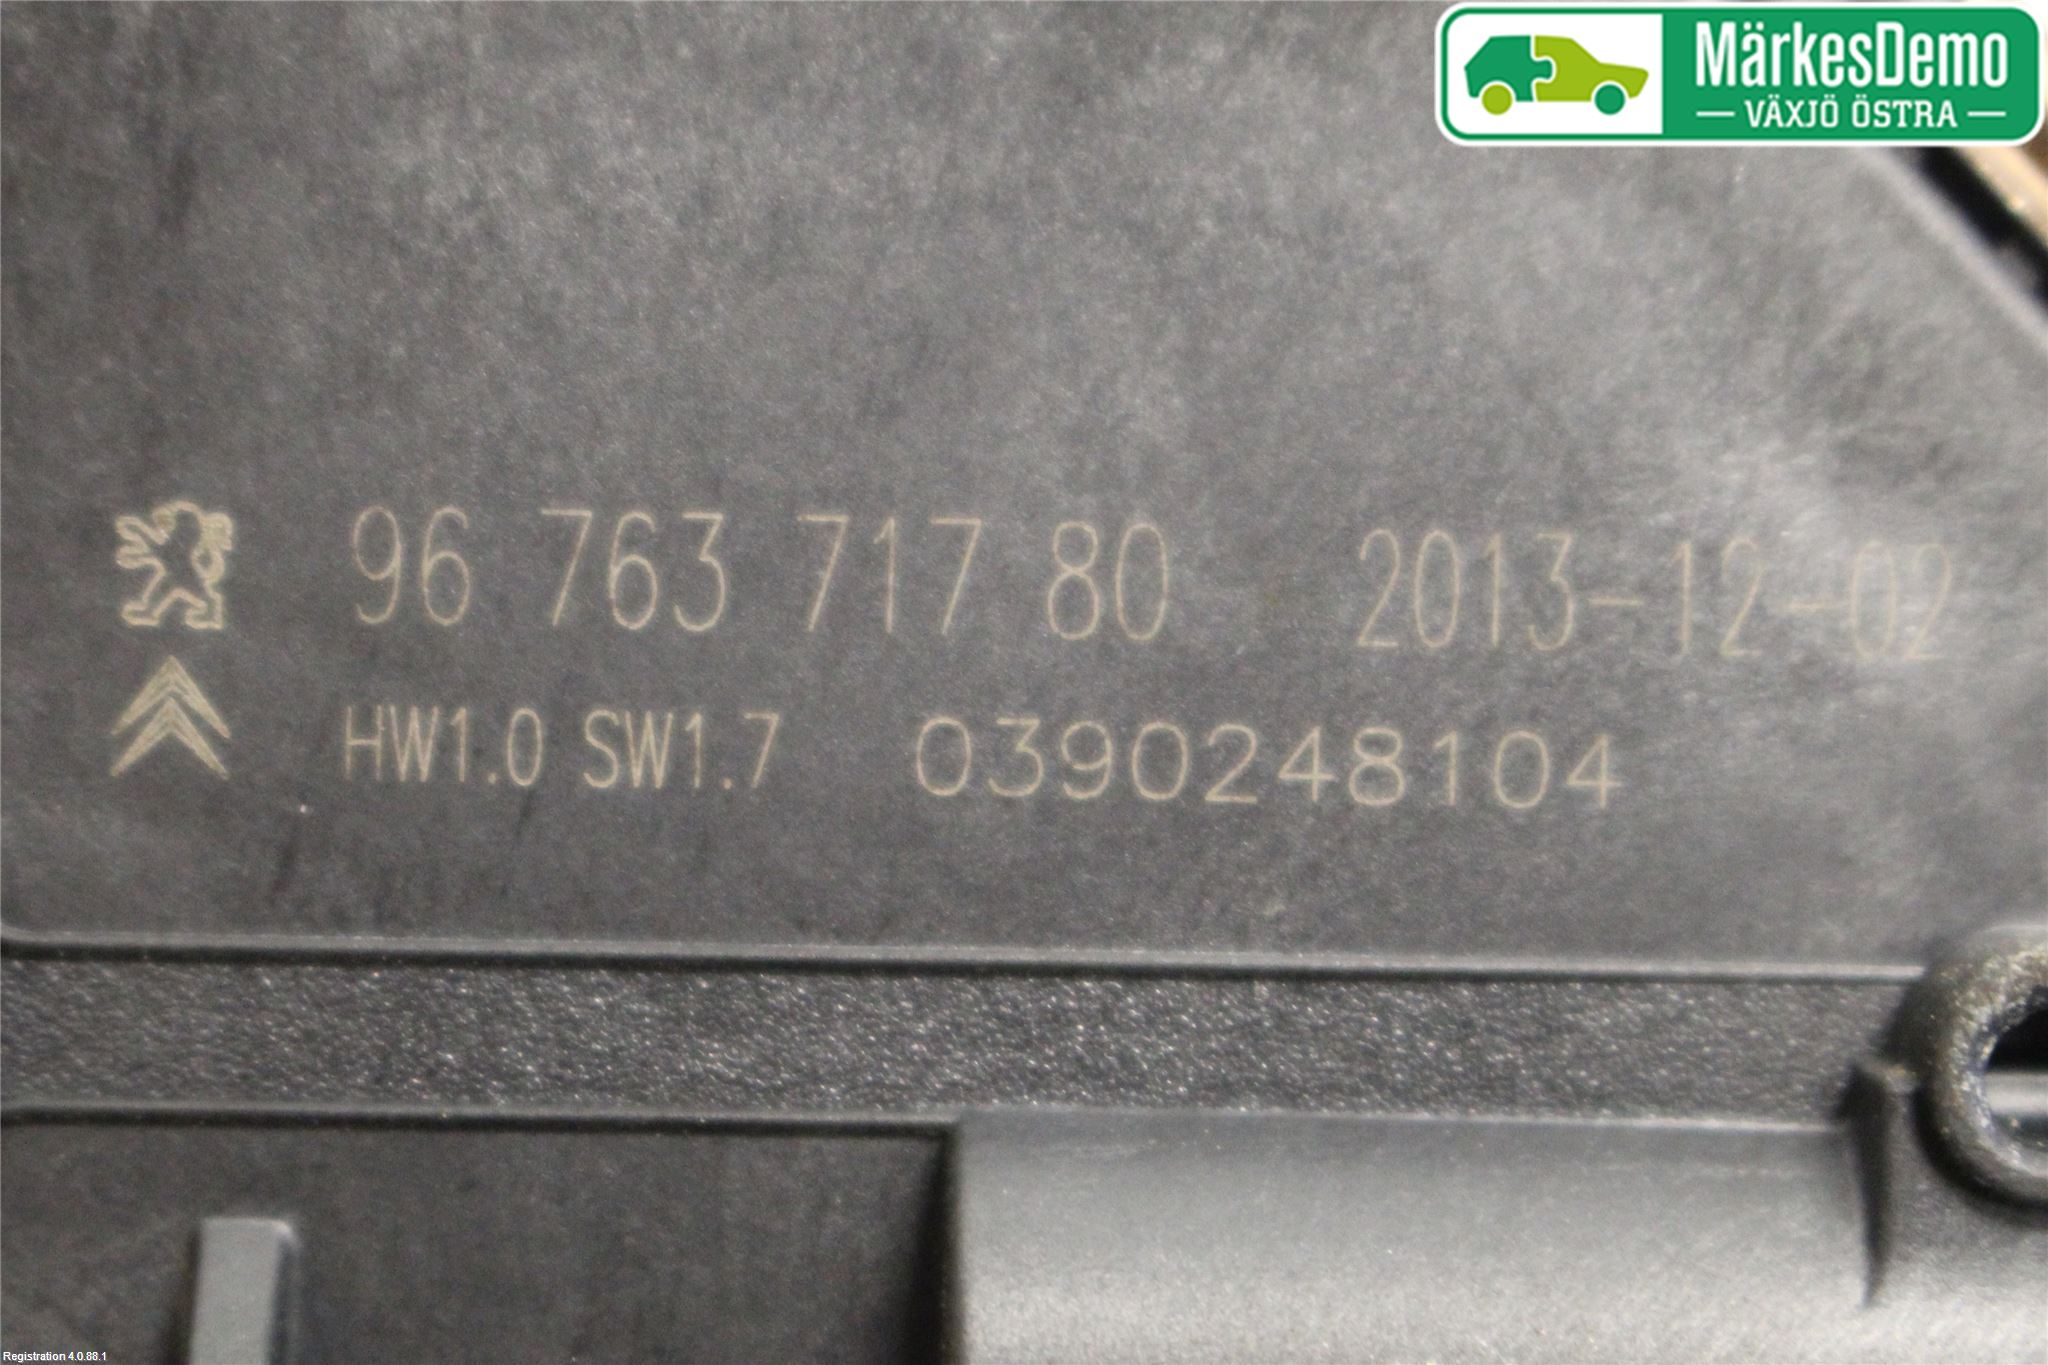 MärkesDemo
VÄXJÖ ÖSTRA
96 763 717 80 2013-12-02
HW1.0 SW1.7 0390248104
Registration 4.0.88.1